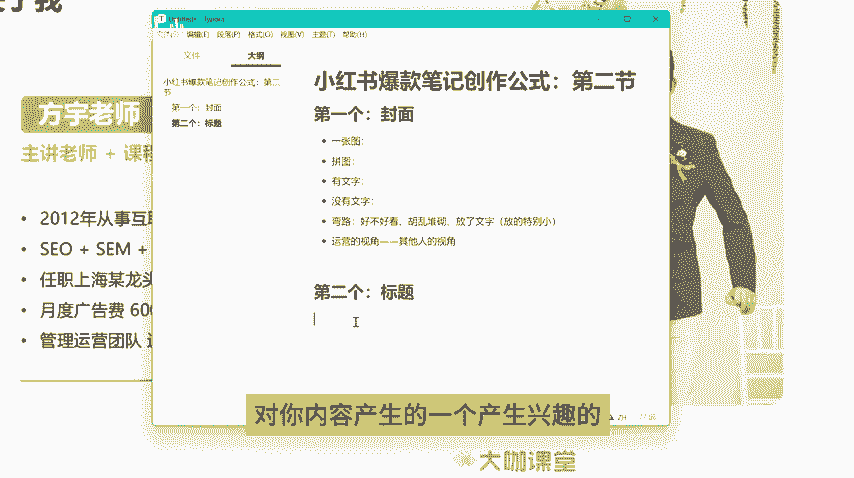 方宇老师
主讲老师 + 课程
2012年从事互联
SEO + SEM +
任职上海某龙头
月度广告费 600
管理运营团队
编辑(E) 段落(P) 格式(O) 视图(V) 主题(T) 帮助(H)
文件 大纲
小红书爆款笔记创作公式：第二节
第一个：封面
第二个：标题
小红书爆款笔记创作公式：第二节
第一个：封面
一张图：
拼图：
有文字：
没有文字：
弯路：好不好看、胡乱堆砌、放了文字（放的特别小）
运营的视角——其他人的视角
第二个：标题
对你内容产生的一个产生兴趣的
大咖课堂